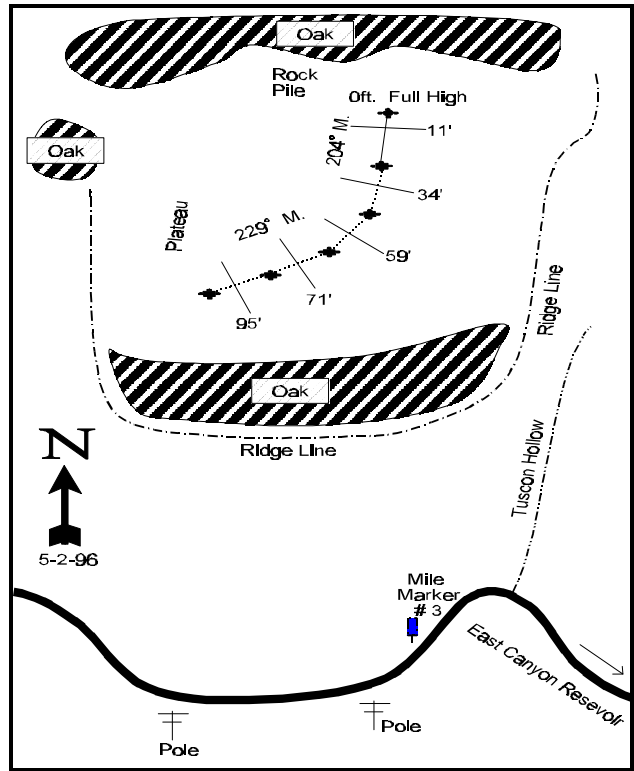 Oak
Rock
Pile
0ft. Full High
204° M.
11'
Oak
34'
Plateau
229° M.
59'
71'
95'
Ridge Line
Oak
Ridge Line
N
Tuscon Hollow
5-2-96
Mile
Marker
# 3
East Canyon Resevoir
Pole
Pole